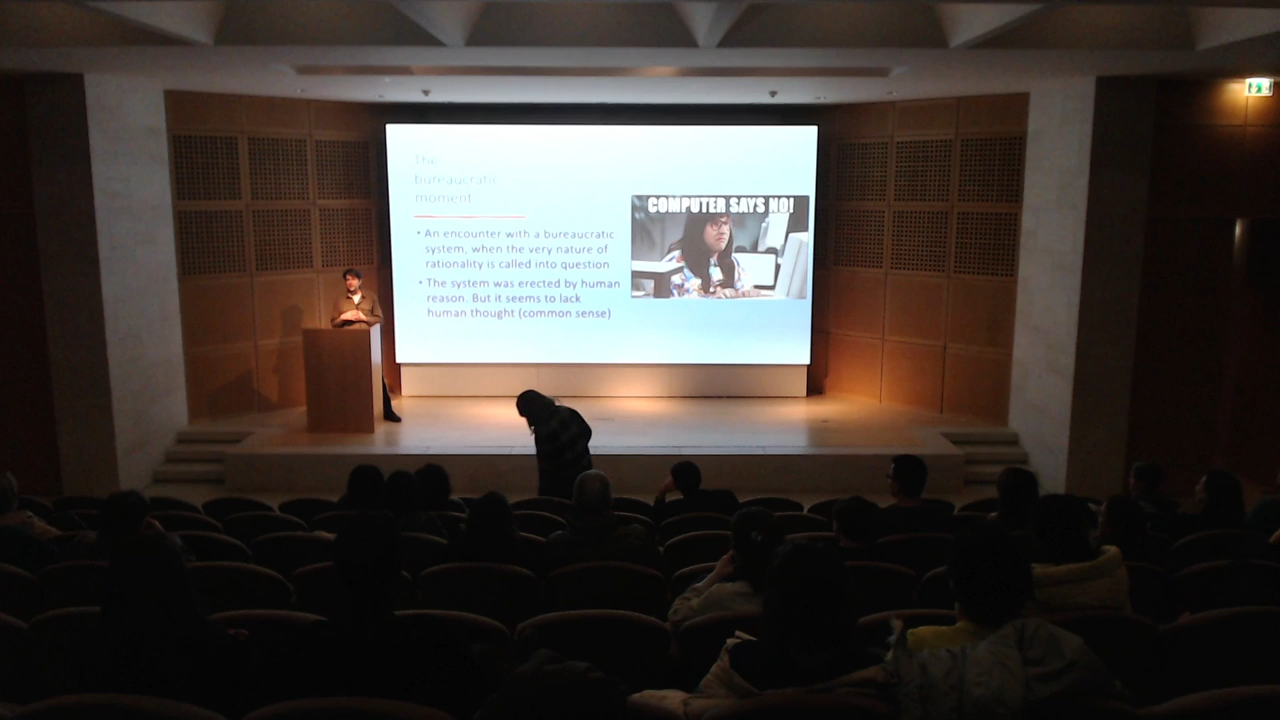 The
bureaucratic
moment
• An encounter with a bureaucratic
system, when the very nature of
rationality is called into question
• The system was erected by human
reason. But it seems to lack
human thought (common sense)
COMPUTER SAYS NO!